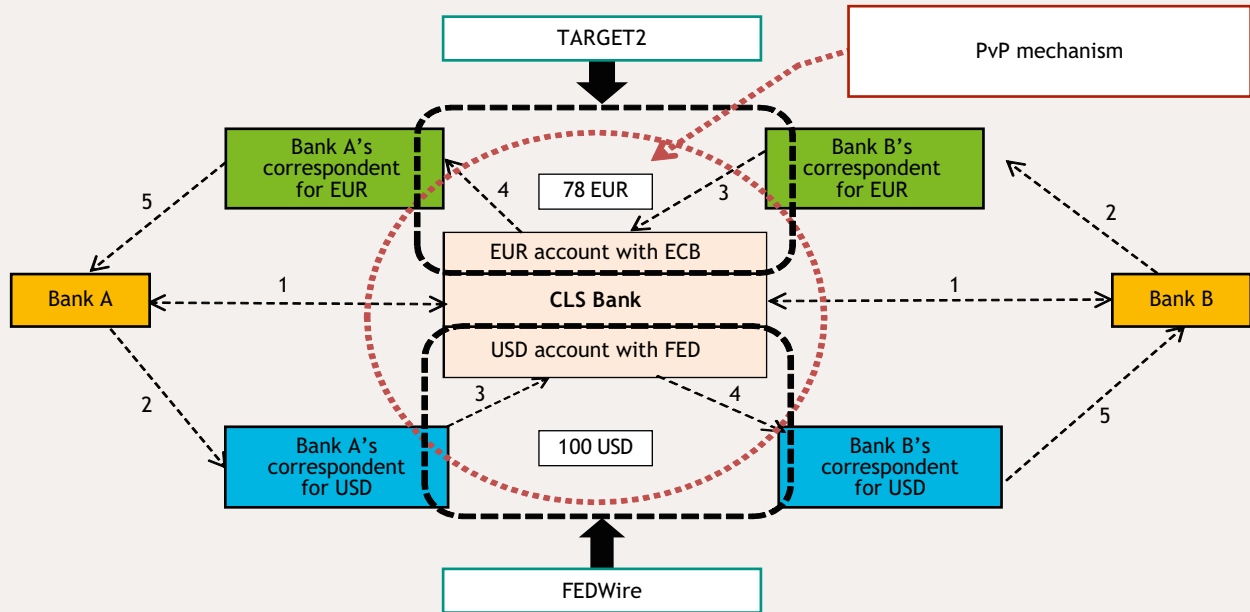 TARGET2
PvP mechanism
Bank A’s
correspondent
for EUR
Bank B’s
correspondent
for EUR
4
78 EUR
3
5
2
EUR account with ECB
Bank A
1
CLS Bank
1
Bank B
USD account with FED
2
3
4
5
Bank A’s
correspondent
for USD
100 USD
Bank B’s
correspondent
for USD
FEDWire